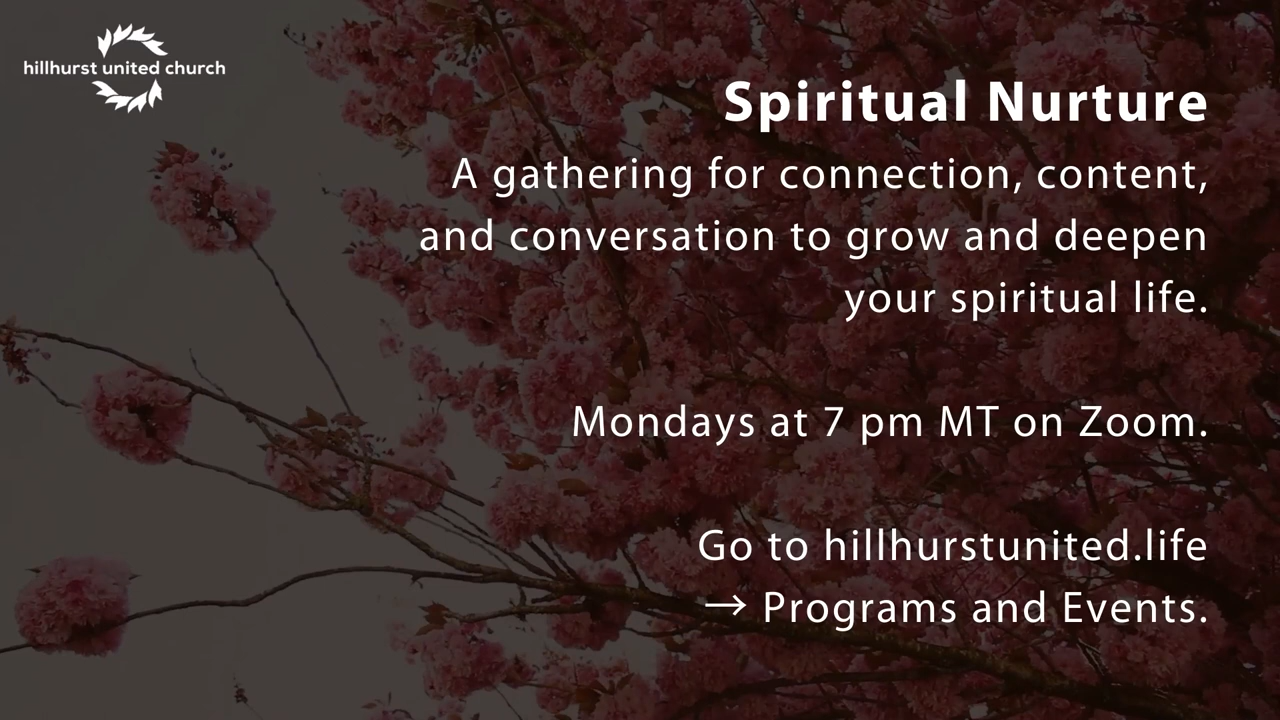 hillhurst united church
Spiritual Nurture
A gathering for connection, content,
and conversation to grow and deepen
your spiritual life.
Mondays at 7 pm MT on Zoom.
Go to hillhurstunited.life
→ Programs and Events.